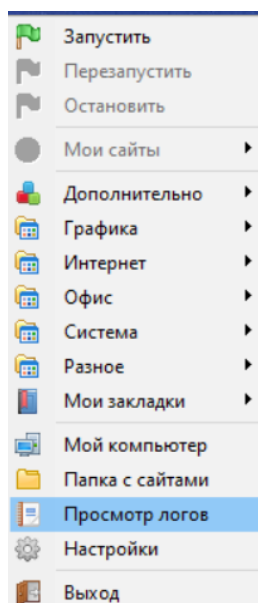 Запустить
Перезапустить
Остановить
Мои сайты
Дополнительно
Графика
Интернет
Офис
Система
Разное
Мои закладки
Мой компьютер
Папка с сайтами
Просмотр логов
Настройки
Выход